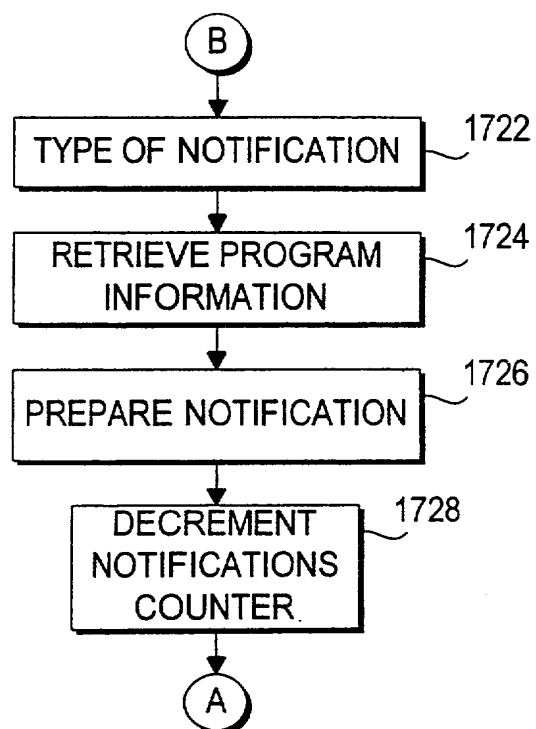 B
TYPE OF NOTIFICATION
1722
RETRIEVE PROGRAM
INFORMATION
1724
PREPARE NOTIFICATION
1726
DECREMENT
NOTIFICATIONS
COUNTER
1728
A